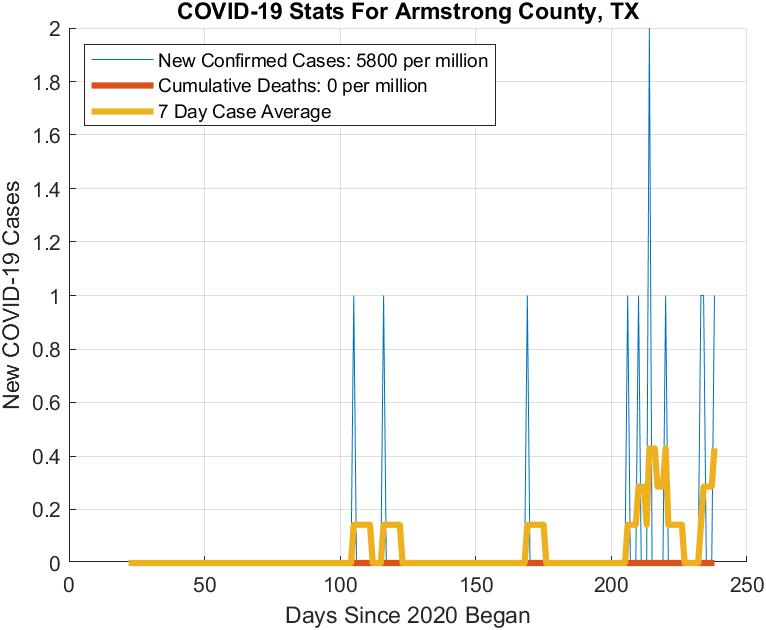 COVID-19 Stats For Armstrong County, TX
New Confirmed Cases: 5800 per million
Cumulative Deaths: 0 per million
7 Day Case Average
New COVID-19 Cases
2
1.8
1.6
1.4
1.2
1
0.8
0.6
0.4
0.2
0
0 50 100 150 200 250
Days Since 2020 Began